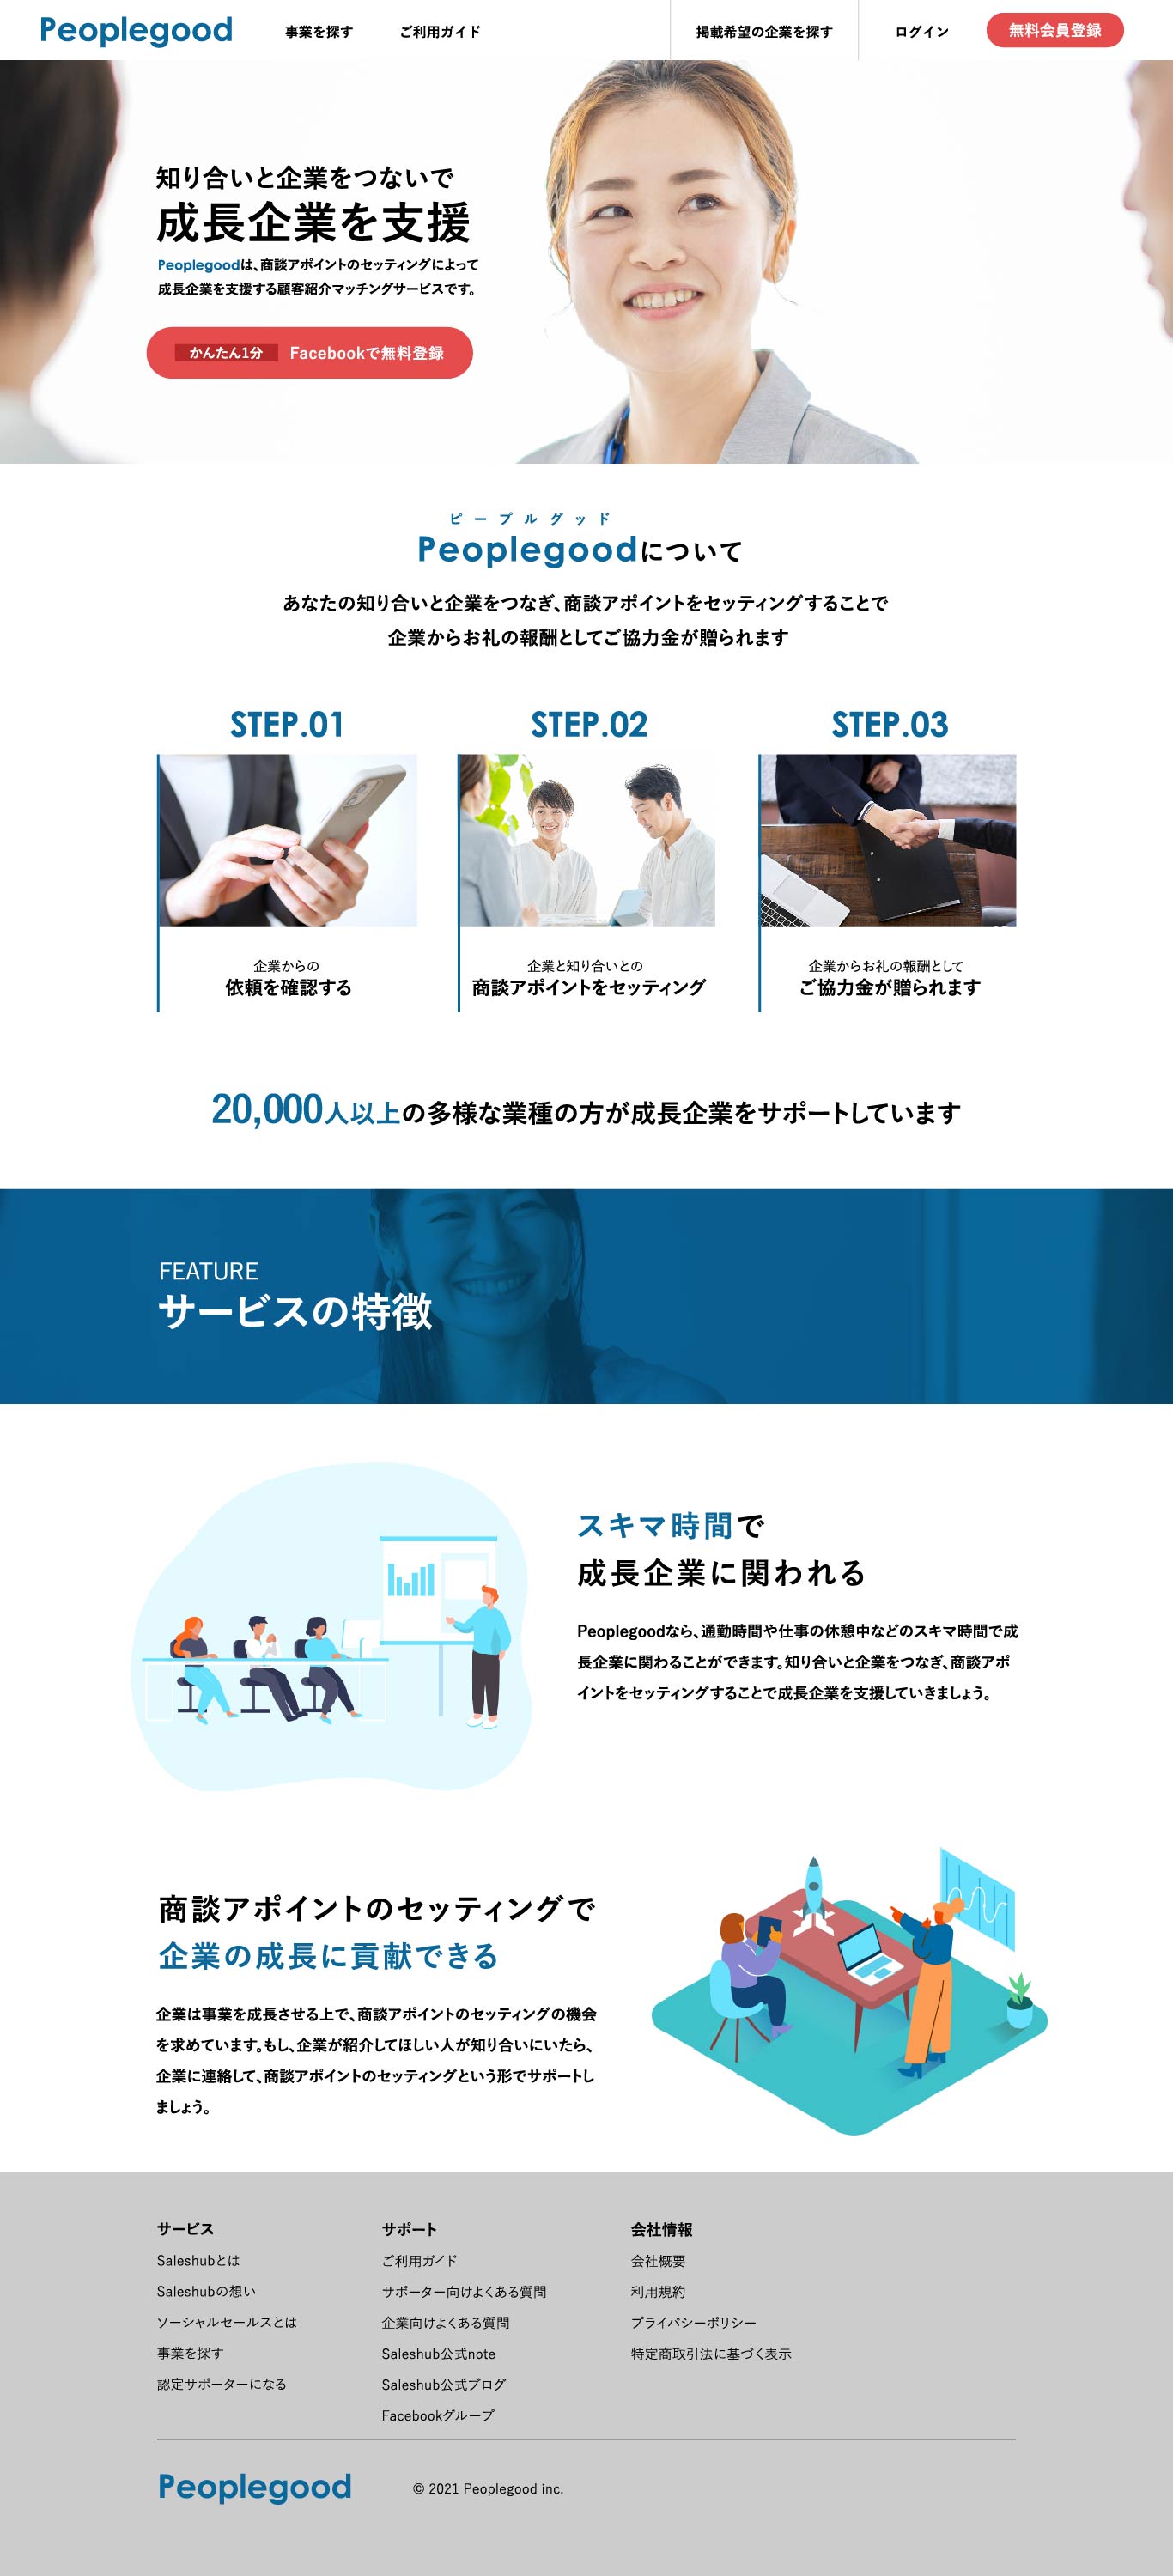 Peoplegood
事業を探す
ご利用ガイド
掲載希望の企業を探す
ログイン
無料会員登録
知り合いと企業をつないで
成長企業を支援
Peoplegoodは、商談アポイントのセッティングによって
成長企業を支援する顧客紹介マッチングサービスです。
かんたん1分 Facebookで無料登録
ピープルグッド
Peoplegoodについて
あなたの知り合いと企業をつなぎ、商談アポイントをセッティングすることで
企業からお礼の報酬としてご協力金が贈られます
STEP.01
企業からの
依頼を確認する
STEP.02
企業と知り合いとの
商談アポイントをセッティング
STEP.03
企業からお礼の報酬として
ご協力金が贈られます
20,000人以上の多様な業種の方が成長企業をサポートしています
FEATURE
サービスの特徴
スキマ時間で
成長企業に関われる
Peoplegoodなら、通勤時間や仕事の休憩中などのスキマ時間で成
長企業に関わることができます。知り合いと企業をつなぎ、商談アポ
イントをセッティングすることで成長企業を支援していきましょう。
商談アポイントのセッティングで
企業の成長に貢献できる
企業は事業を成長させる上で、商談アポイントのセッティングの機会
を求めています。もし、企業が紹介してほしい人が知り合いにいたら、
企業に連絡して、商談アポイントのセッティングという形でサポートし
ましょう。
サービス
Saleshubとは
Saleshubの想い
ソーシャルセールスとは
事業を探す
認定サポーターになる
サポート
ご利用ガイド
サポーター向けよくある質問
企業向けよくある質問
Saleshub公式note
Saleshub公式ブログ
Facebookグループ
会社情報
会社概要
利用規約
プライバシーポリシー
特定商取引法に基づく表示
Peoplegood
© 2021 Peoplegood inc.